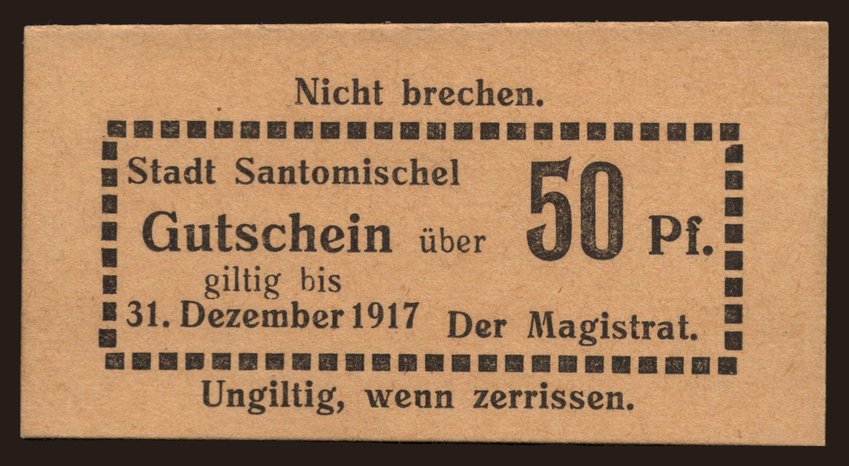 Nicht brechen.
Stadt Santomischel
Gutschein über 50 Pf.
giltig bis
31. Dezember 1917 Der Magistrat.
Ungiltig, wenn zerrissen.